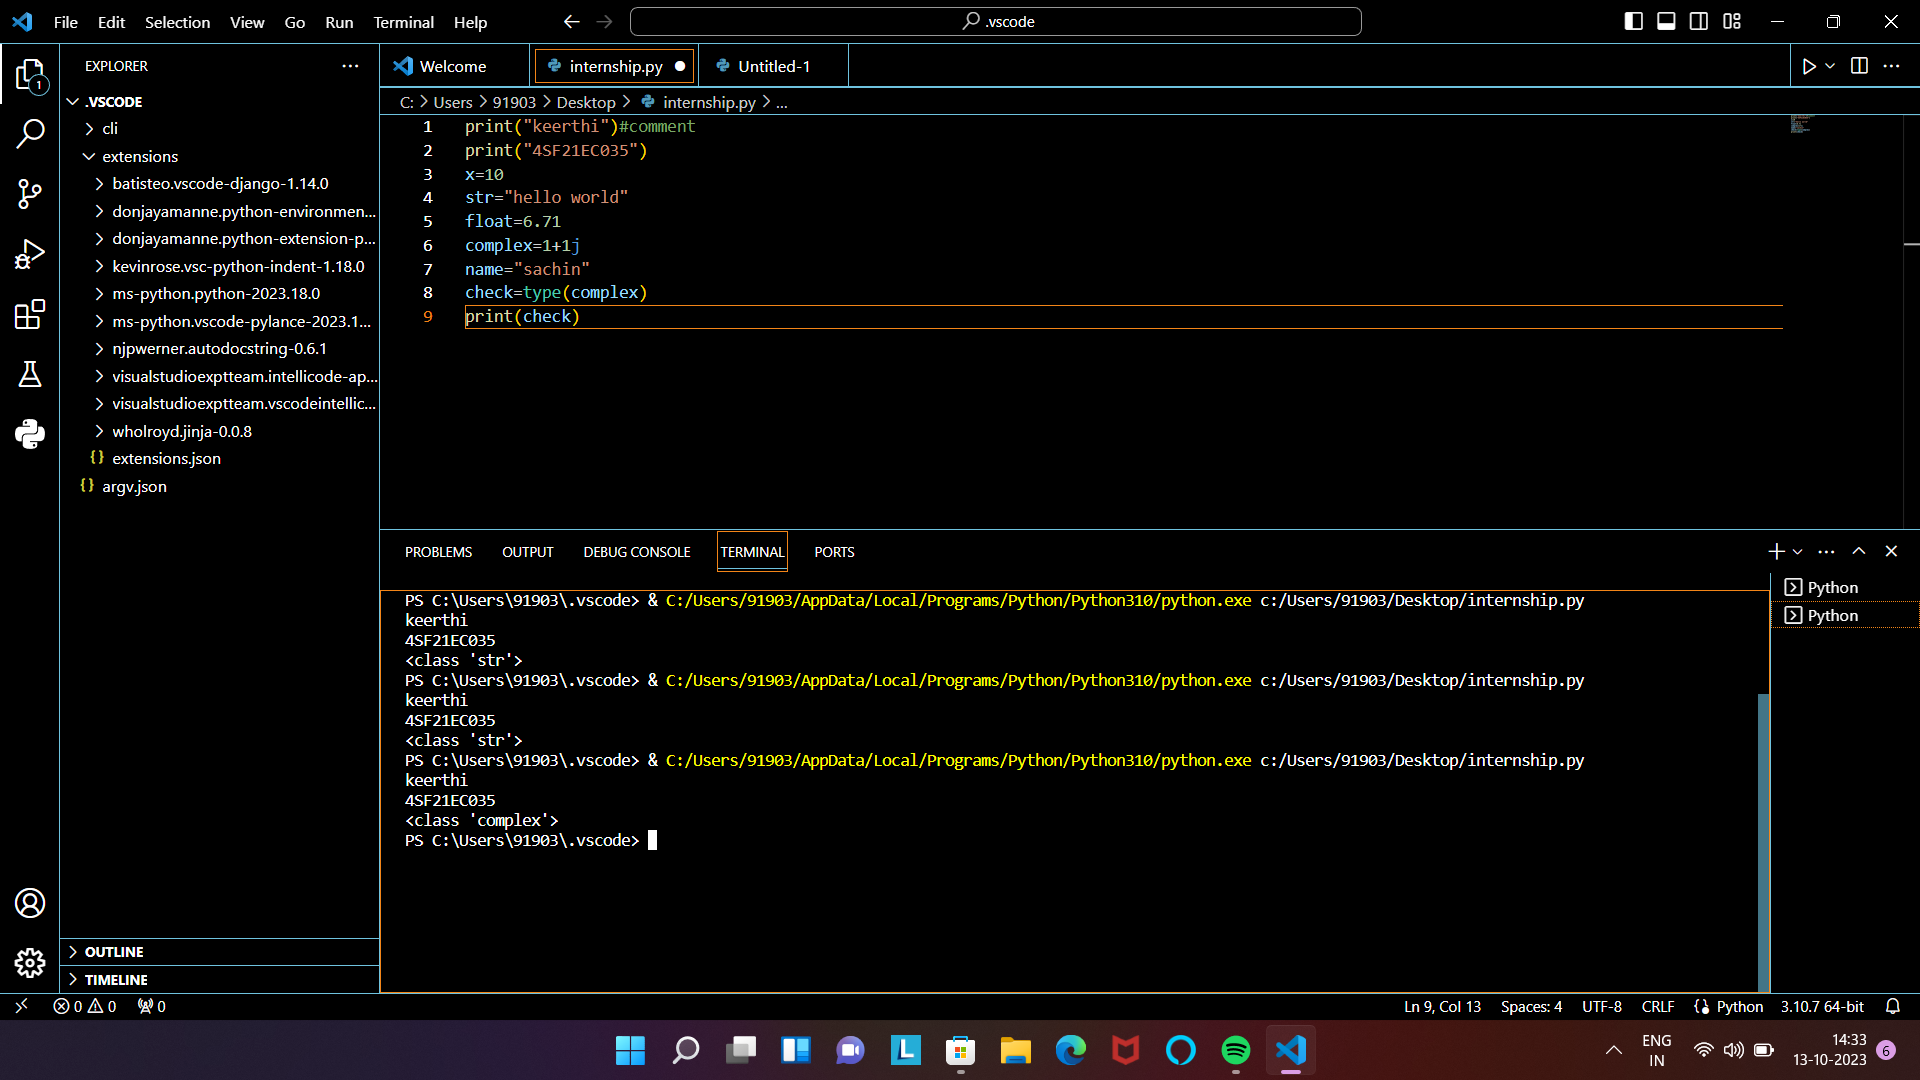 File Edit Selection View Go Run Terminal Help
.vscode
EXPLORER
.VSCODE
cli
extensions
batisteo.vscode-django-1.14.0
donjayamanne.python-environmen...
donjayamanne.python-extension-p...
kevinrose.vsc-python-indent-1.18.0
ms-python.python-2023.18.0
ms-python.vscode-pylance-2023.1...
njpwerner.autodocstring-0.6.1
visualstudioexptteam.intellicode-ap...
visualstudioexptteam.vscodeintellic...
wholroyd.jinja-0.0.8
{} extensions.json
{} argv.json
OUTLINE
TIMELINE
Welcome internship.py Untitled-1
C: > Users > 91903 > Desktop > internship.py > ...
1 print("keerthi")#comment
2 print("4SF21EC035")
3 x=10
4 str="hello world"
5 float=6.71
6 complex=1+1j
7 name="sachin"
8 check=type(complex)
9 print(check)
PROBLEMS OUTPUT DEBUG CONSOLE TERMINAL PORTS
PS C:\Users\91903\.vscode> & C:/Users/91903/AppData/Local/Programs/Python/Python310/python.exe c:/Users/91903/Desktop/internship.py
keerthi
4SF21EC035
<class 'str'>
PS C:\Users\91903\.vscode> & C:/Users/91903/AppData/Local/Programs/Python/Python310/python.exe c:/Users/91903/Desktop/internship.py
keerthi
4SF21EC035
<class 'str'>
PS C:\Users\91903\.vscode> & C:/Users/91903/AppData/Local/Programs/Python/Python310/python.exe c:/Users/91903/Desktop/internship.py
keerthi
4SF21EC035
<class 'complex'>
PS C:\Users\91903\.vscode>
Python
Python
0 0 0
Ln 9, Col 13 Spaces: 4 UTF-8 CRLF Python 3.10.7 64-bit
1
L
ENG
IN
14:33
13-10-2023
6